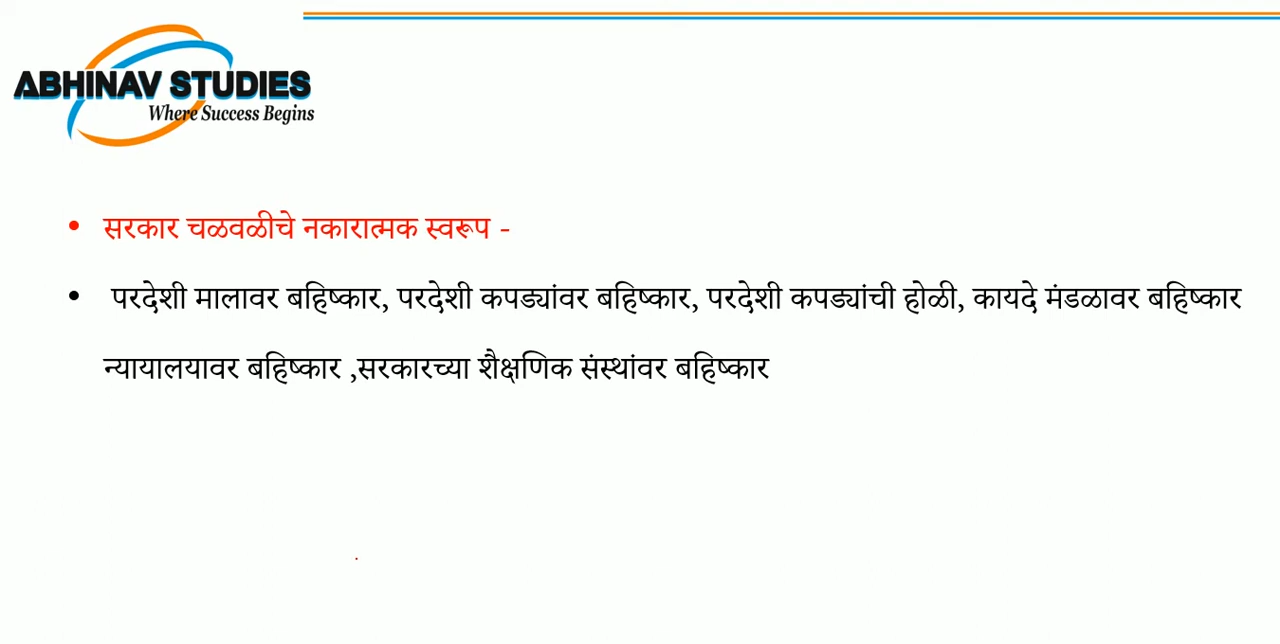 ABHINAV STUDIES
Where Success Begins
• सरकार चळवळीचे नकारात्मक स्वरूप -
• परदेशी मालावर बहिष्कार, परदेशी कपड्यांवर बहिष्कार, परदेशी कपड्यांची होळी, कायदे मंडळावर बहिष्कार
न्यायालयावर बहिष्कार ,सरकारच्या शैक्षणिक संस्थांवर बहिष्कार